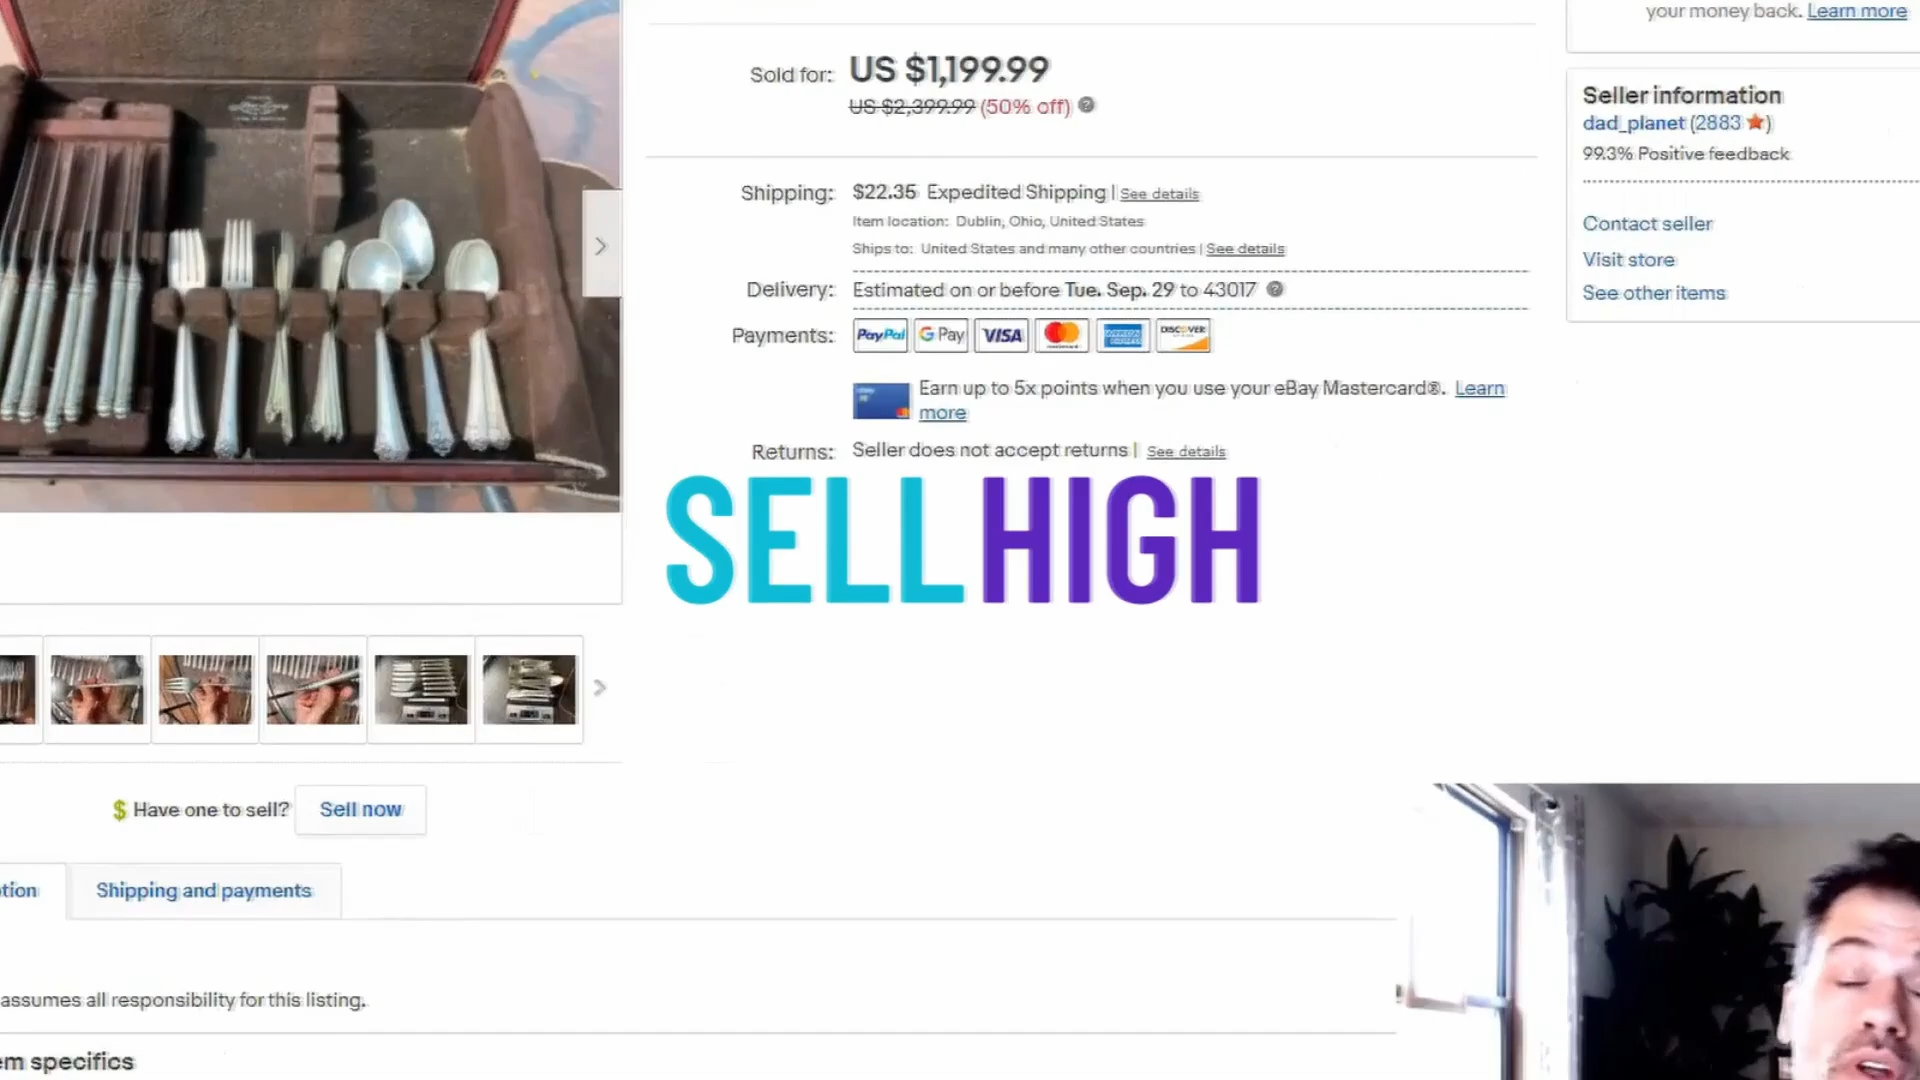 your money back. Learn more
Sold for: US $1,199.99
US $2,399.99 (50% off)
Seller information
dad_planet (2883)
99.3% Positive feedback
Contact seller
Visit store
See other items
Shipping: $22.35 Expedited Shipping | See details
Item location: Dublin, Ohio, United States
Ships to: United States and many other countries | See details
Delivery: Estimated on or before Tue. Sep. 29 to 43017
Payments: PayPal G Pay VISA DISCOVER
Earn up to 5x points when you use your eBay Mastercard®. Learn
more
Returns: Seller does not accept returns | See details
SELL HIGH
$ Have one to sell? Sell now
tion Shipping and payments
assumes all responsibility for this listing.
em specifics